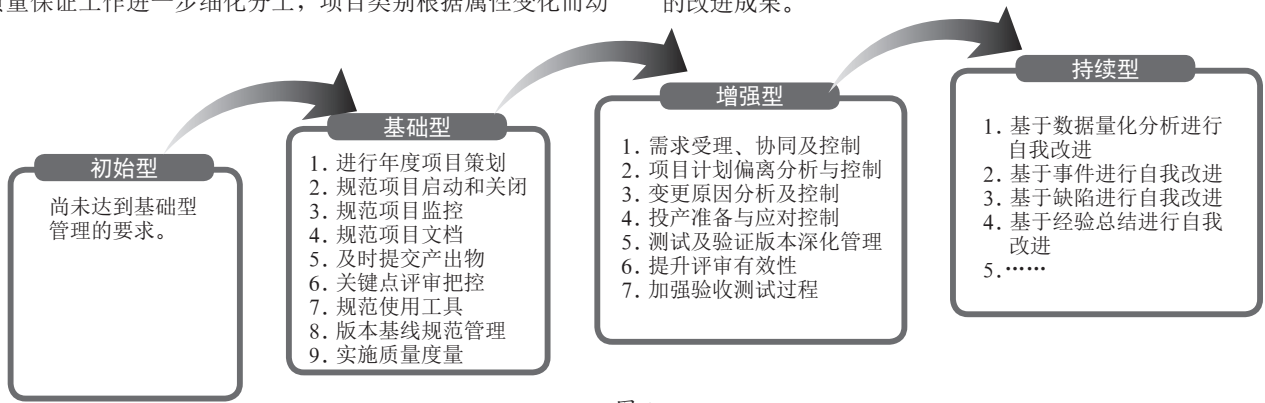 质量保证工作进一步细化分工，项目类别根据属性变化而动
的改进成果。
初始型
尚未达到基础型
管理的要求。
基础型
1. 进行年度项目策划
2. 规范项目启动和关闭
3. 规范项目监控
4. 规范项目文档
5. 及时提交产出物
6. 关键点评审把控
7. 规范使用工具
8. 版本基线规范管理
9. 实施质量度量
增强型
1. 需求受理、协同及控制
2. 项目计划偏离分析与控制
3. 变更原因分析及控制
4. 投产准备与应对控制
5. 测试及验证版本深化管理
6. 提升评审有效性
7. 加强验收测试过程
持续型
1. 基于数据量化分析进行
自我改进
2. 基于事件进行自我改进
3. 基于缺陷进行自我改进
4. 基于经验总结进行自我
改进
5. ……